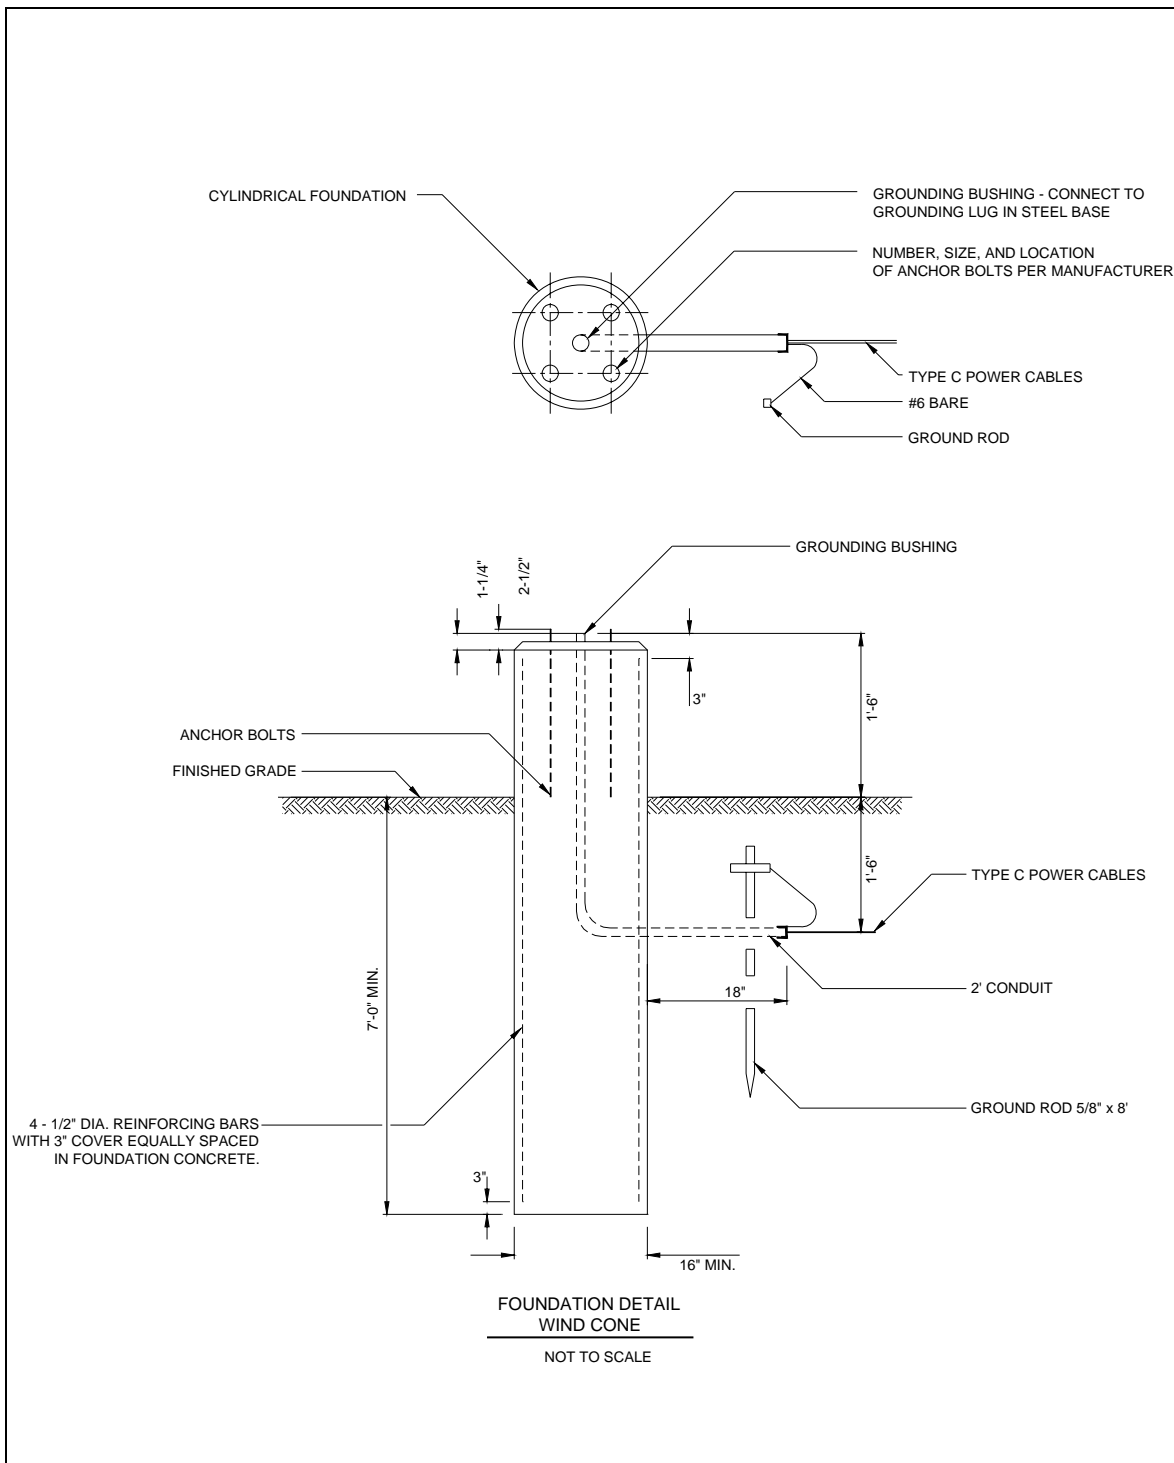 CYLINDRICAL FOUNDATION
GROUNDING BUSHING - CONNECT TO
GROUNDING LUG IN STEEL BASE
NUMBER, SIZE, AND LOCATION
OF ANCHOR BOLTS PER MANUFACTURER
TYPE C POWER CABLES
#6 BARE
GROUND ROD
GROUNDING BUSHING
1-1/4"
2-1/2"
3"
1'-6"
ANCHOR BOLTS
FINISHED GRADE
1'-6"
TYPE C POWER CABLES
2' CONDUIT
18"
7'-0" MIN.
GROUND ROD 5/8" x 8'
4 - 1/2" DIA. REINFORCING BARS
WITH 3" COVER EQUALLY SPACED
IN FOUNDATION CONCRETE.
3"
16" MIN.
FOUNDATION DETAIL
WIND CONE
NOT TO SCALE